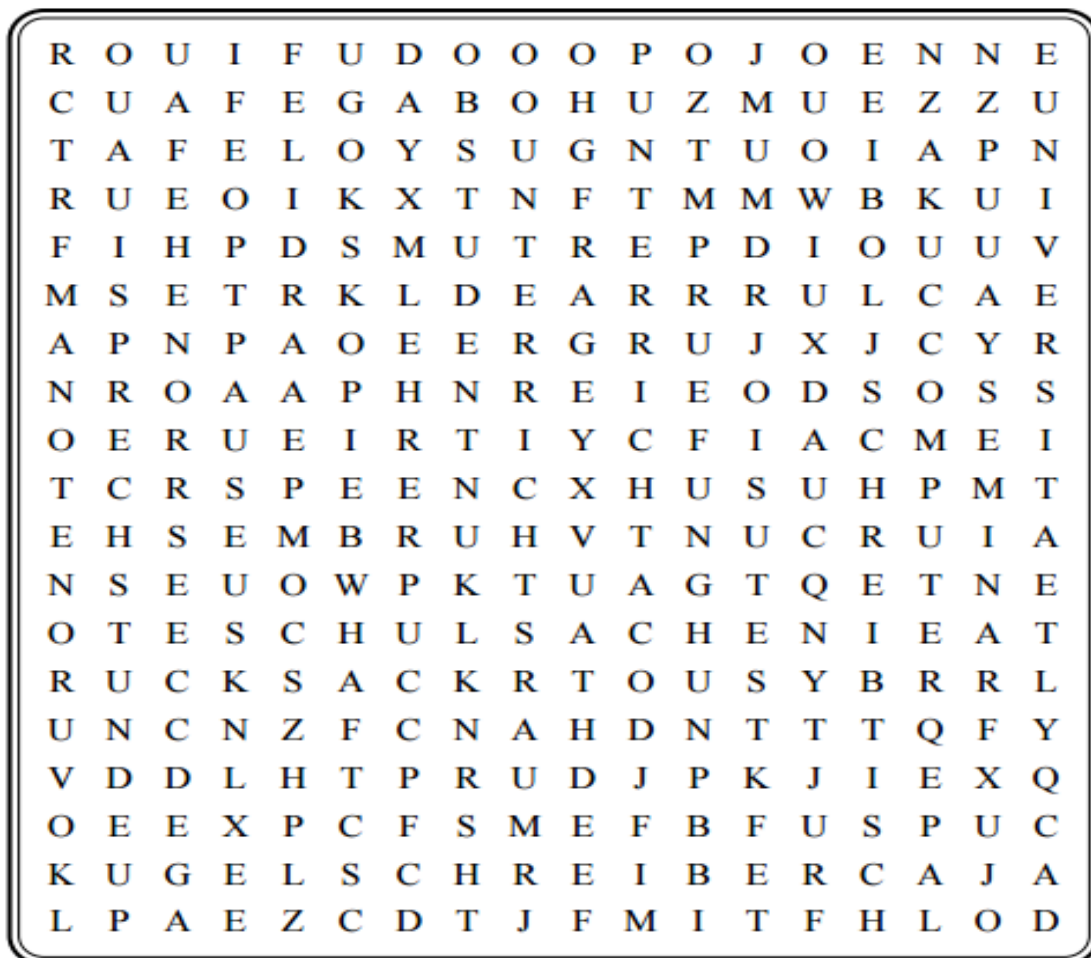 R O U I F U D O O O P O J O E N N E
C U A F E G A B O H U Z M U E Z Z U
T A F E L O Y S U G N T U O I A P N
R U E O I K X T N F T M M W B K U I
F I H P D S M U T R E P D I O U U V
M S E T R K L D E A R R R U L C A E
A P N P A O E E R G R U J X J C Y R
N R O A A P H N R E I E O D S O S S
O E R U E I R T I Y C F I A C M E I
T C R S P E E N C X H U S U H P M T
E H S E M B R U H V T N U C R U I A
N S E U O W P K T U A G T Q E T N E
O T E S C H U L S A C H E N I E A T
R U C K S A C K R T O U S Y B R R L
U N C N Z F C N A H D N T T T Q F Y
V D D L H T P R U D J P K J I E X Q
O E E X P C F S M E F B F U S P U C
K U G E L S C H R E I B E R C A J A
L P A E Z C D T J F M I T F H L O D